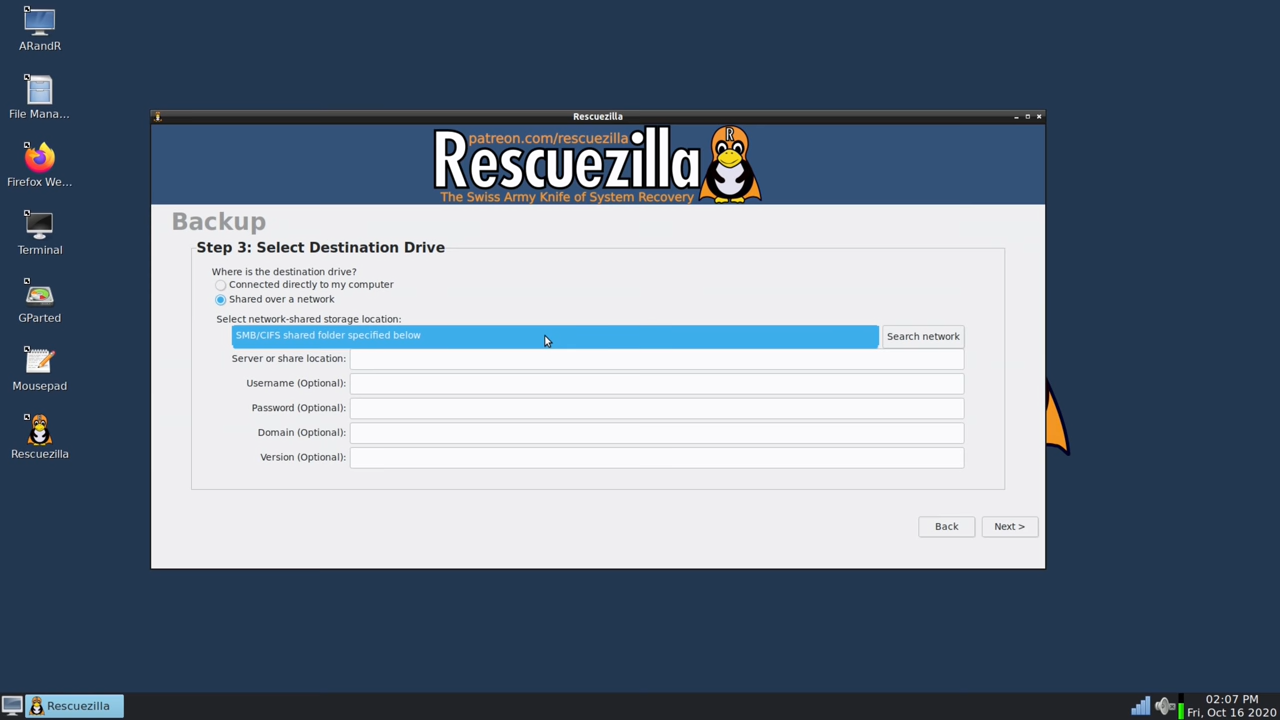 ARandR
File Mana...
Firefox We...
Terminal
GParted
Mousepad
Rescuezilla
Rescuezilla
patreon.com/rescuezilla
Rescuezilla
R
The Swiss Army Knife of System Recovery
Backup
Step 3: Select Destination Drive
Where is the destination drive?
Connected directly to my computer
Shared over a network
Select network-shared storage location:
SMB/CIFS shared folder specified below
Search network
Server or share location:
Username (Optional):
Password (Optional):
Domain (Optional):
Version (Optional):
Back
Next >
Rescuezilla
02:07 PM
Fri, Oct 16 2020